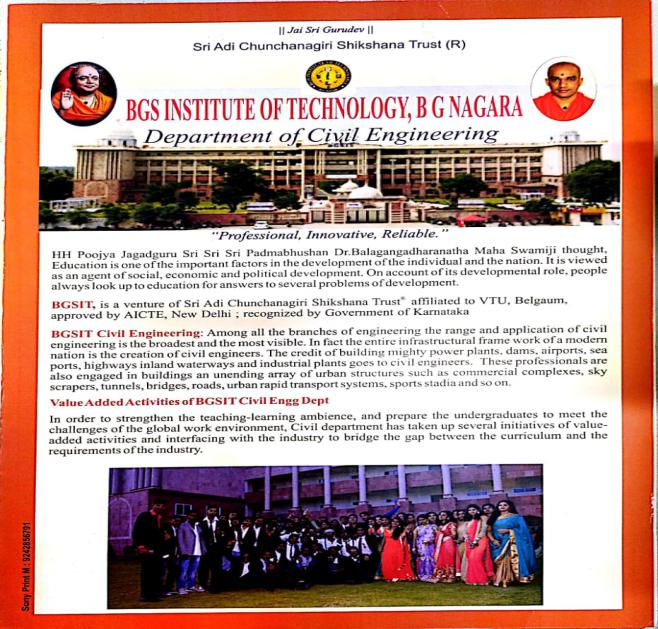 || Jai Sri Gurudev ||
Sri Adi Chunchanagiri Shikshana Trust (R)
BGS INSTITUTE OF TECHNOLOGY, B G NAGARA
Department of Civil Engineering
"Professional, Innovative, Reliable."
HH Poojya Jagadguru Sri Sri Sri Padmabhushan Dr.Balagangadharanatha Maha Swamiji thought,
Education is one of the important factors in the development of the individual and the nation. It is viewed
as an agent of social, economic and political development. On account of its developmental role, people
always look up to education for answers to several problems of development.
BGSIT, is a venture of Sri Adi Chunchanagiri Shikshana Trust® affiliated to VTU, Belgaum,
approved by AICTE, New Delhi ; recognized by Government of Karnataka
BGSIT Civil Engineering: Among all the branches of engineering the range and application of civil
engineering is the broadest and the most visible. In fact the entire infrastructural frame work of a modern
nation is the creation of civil engineers. The credit of building mighty power plants, dams, airports, sea
ports, highways inland waterways and industrial plants goes to civil engineers. These professionals are
also engaged in buildings an unending array of urban structures such as commercial complexes, sky
scrapers, tunnels, bridges, roads, urban rapid transport systems, sports stadia and so on.
Value Added Activities of BGSIT Civil Engg Dept
In order to strengthen the teaching-learning ambience, and prepare the undergraduates to meet the
challenges of the global work environment, Civil department has taken up several initiatives of value-
added activities and interfacing with the industry to bridge the gap between the curriculum and the
requirements of the industry.
Sony Print M : 9242856791